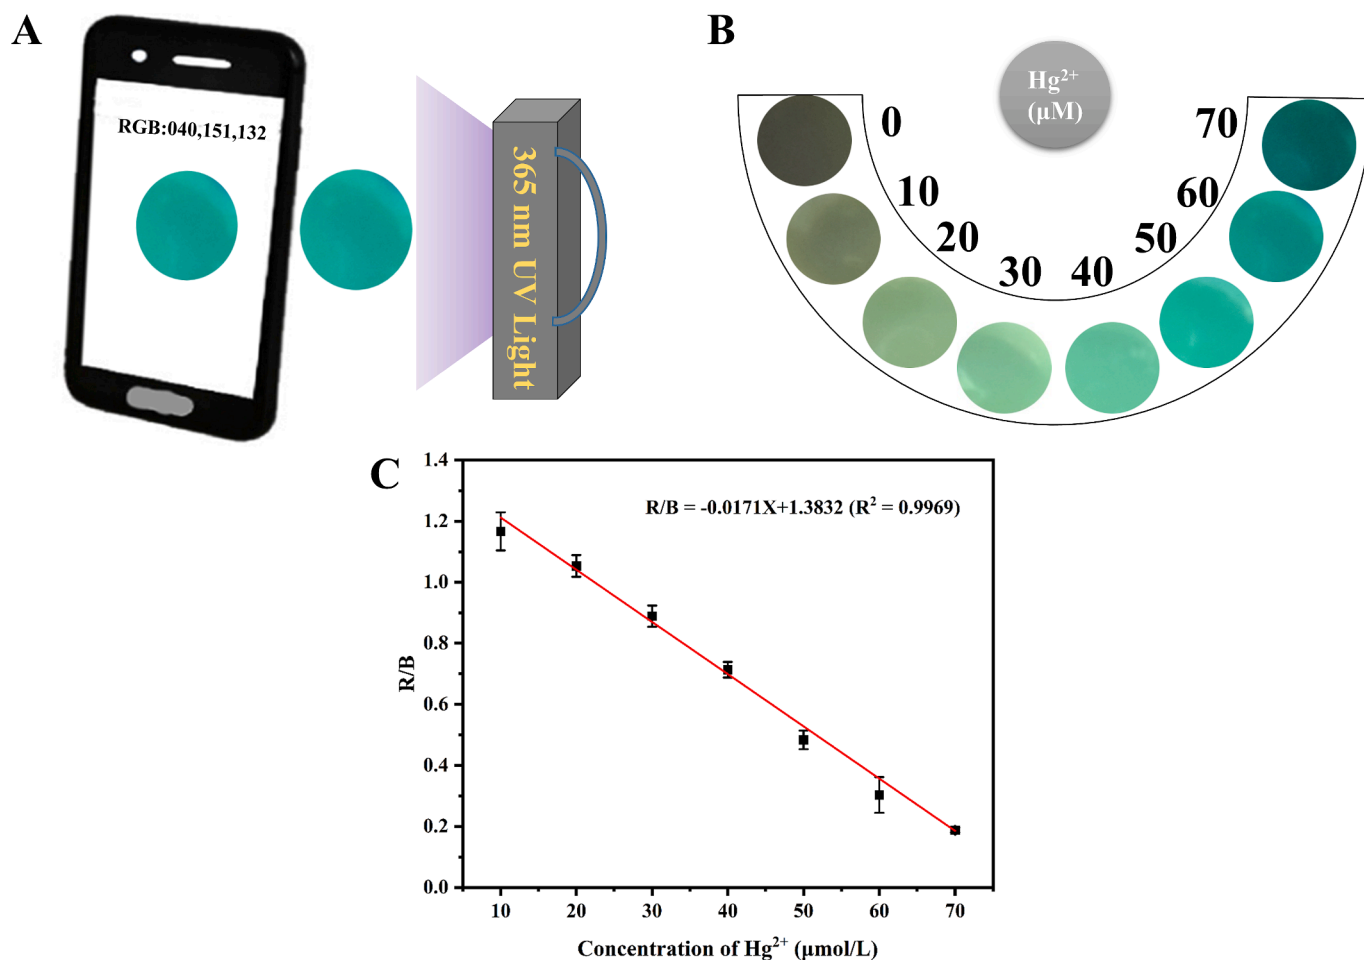 A
RGB:040,151,132
365 nm UV Light
B
Hg²⁺
(μM)
0
10
20
30
40
50
60
70
C
R/B = -0.0171X+1.3832 (R² = 0.9969)
1.4
1.2
1.0
0.8
0.6
0.4
0.2
0.0
R/B
10 20 30 40 50 60 70
Concentration of Hg²⁺ (μmol/L)